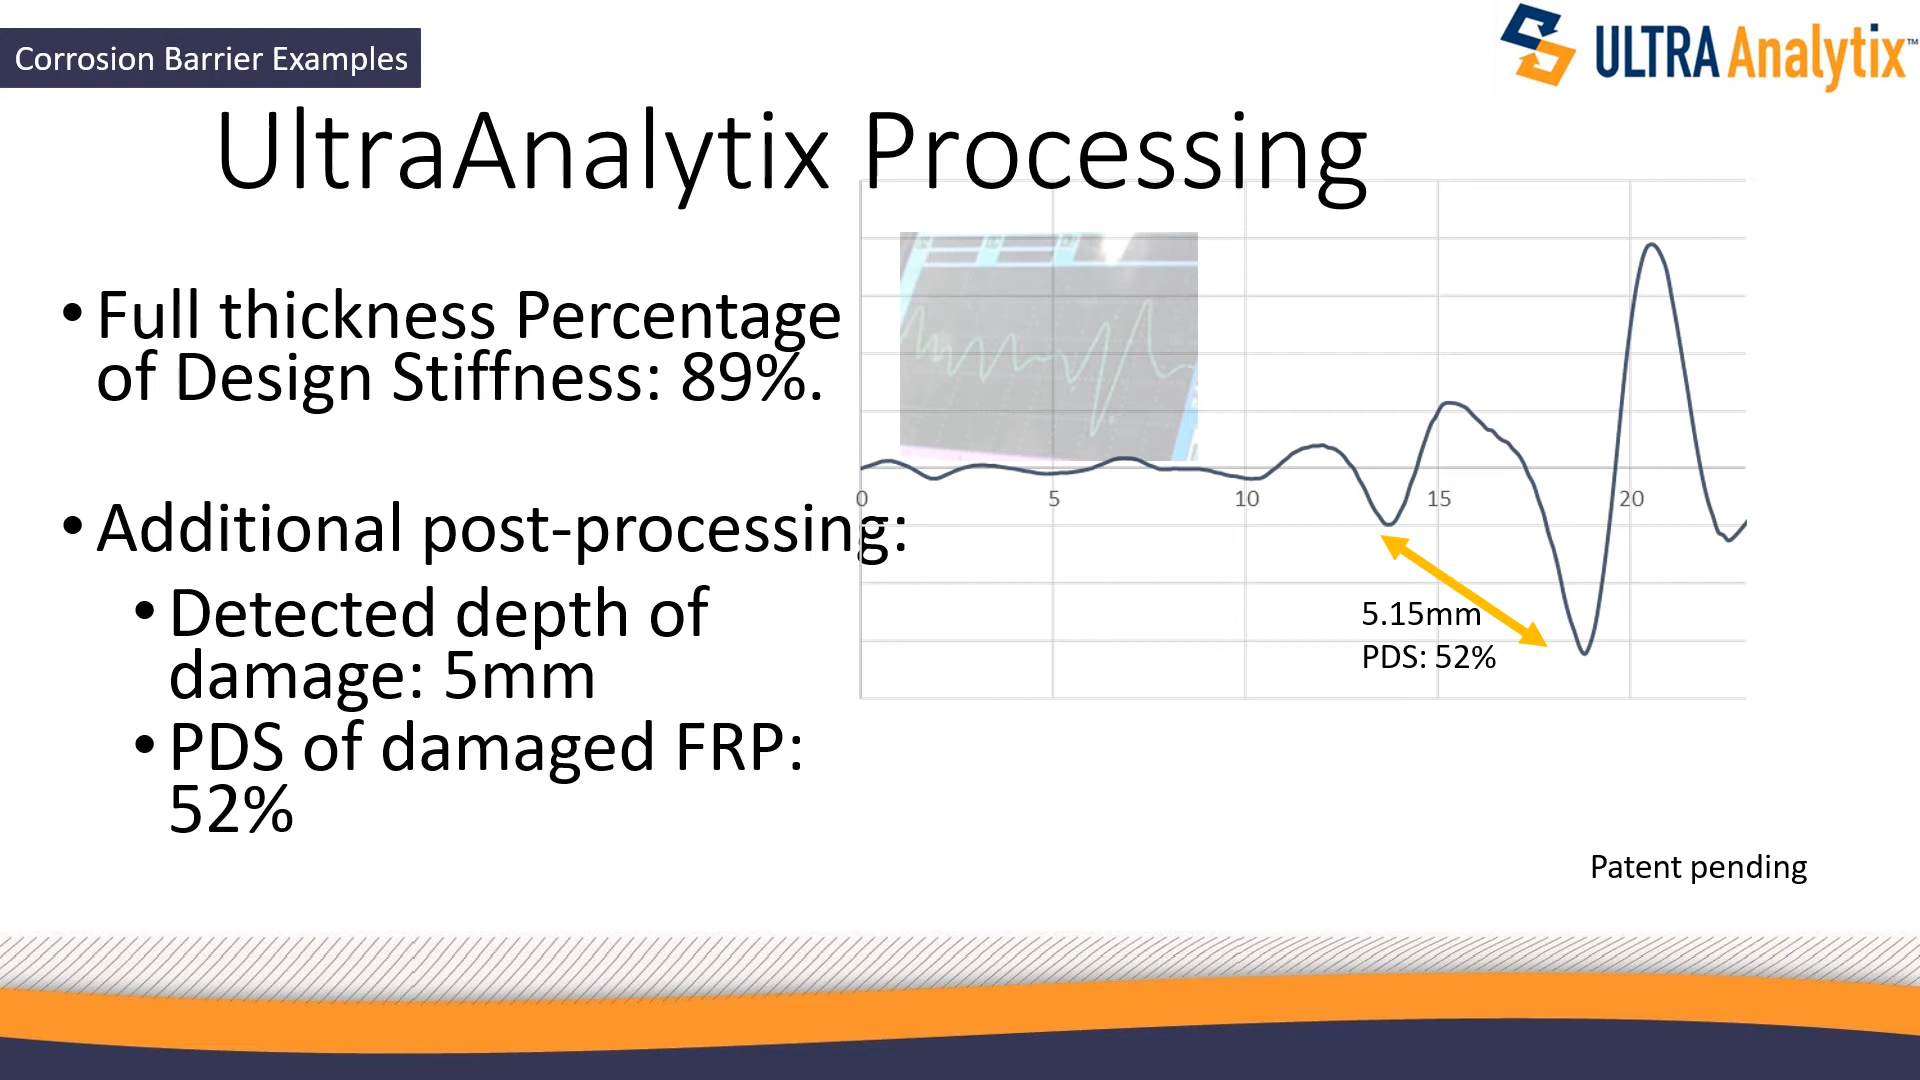 Corrosion Barrier Examples
ULTRA Analytix™
UltraAnalytix Processing
• Full thickness Percentage
of Design Stiffness: 89%.
• Additional post-processing:
• Detected depth of
damage: 5mm
• PDS of damaged FRP:
52%
0 5 10 15 20
5.15mm
PDS: 52%
Patent pending